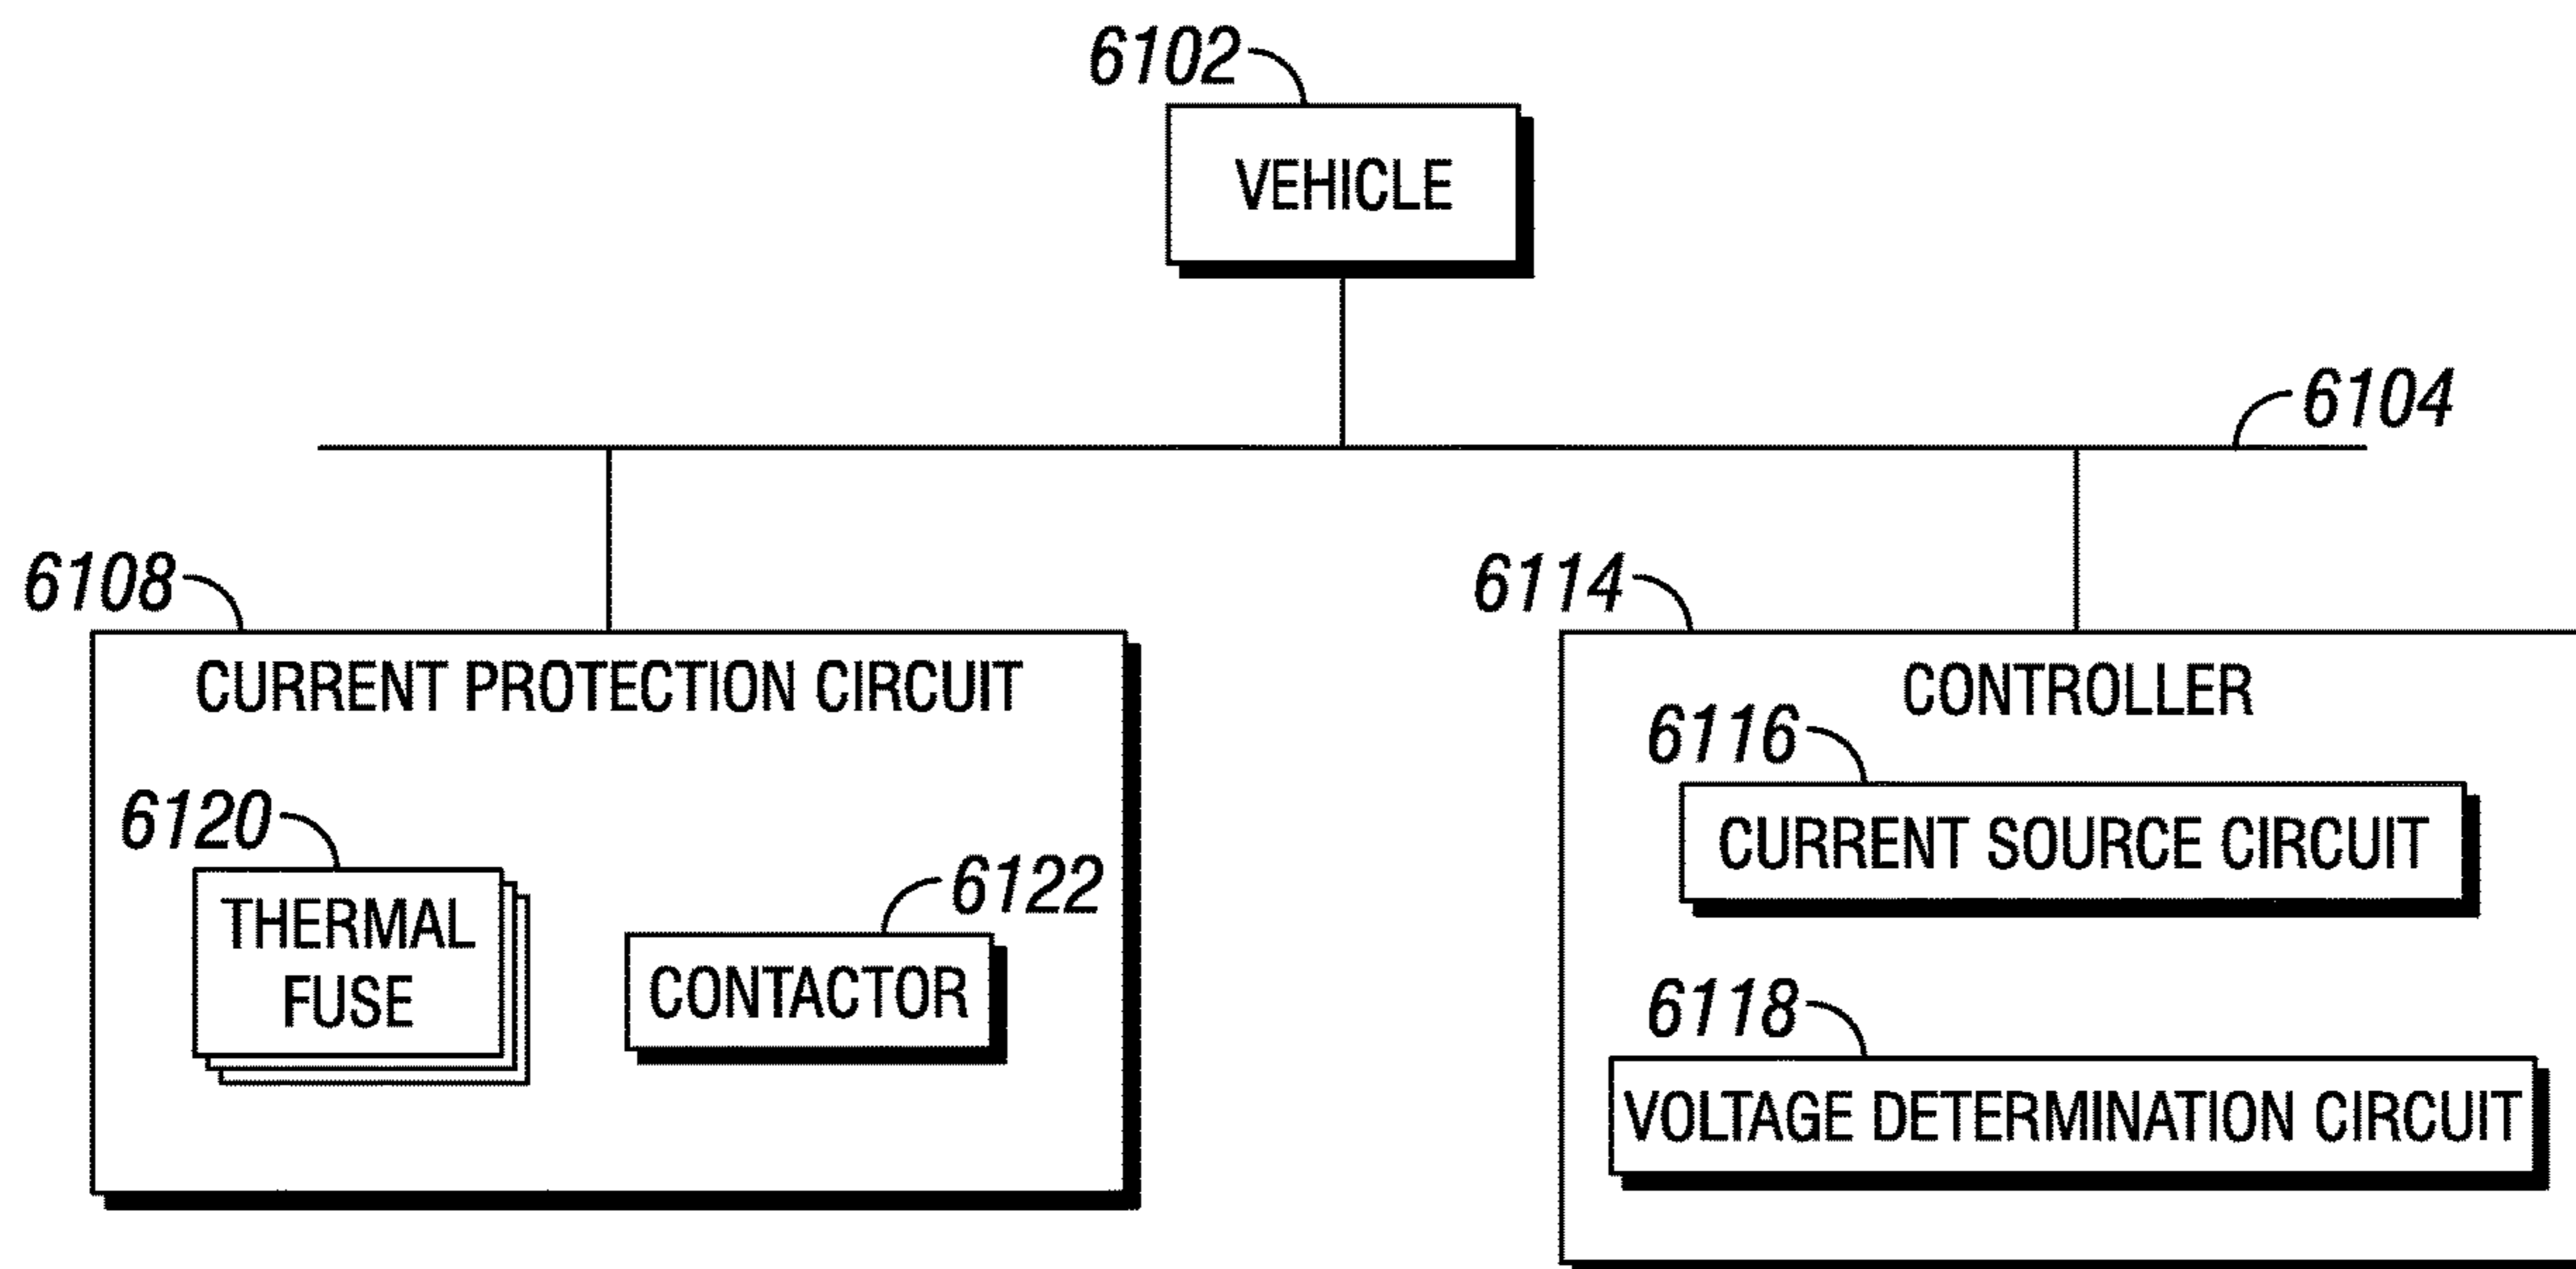 6102
VEHICLE
6104
6108
CURRENT PROTECTION CIRCUIT
6120
THERMAL
FUSE
6122
CONTACTOR
6114
CONTROLLER
6116
CURRENT SOURCE CIRCUIT
6118
VOLTAGE DETERMINATION CIRCUIT